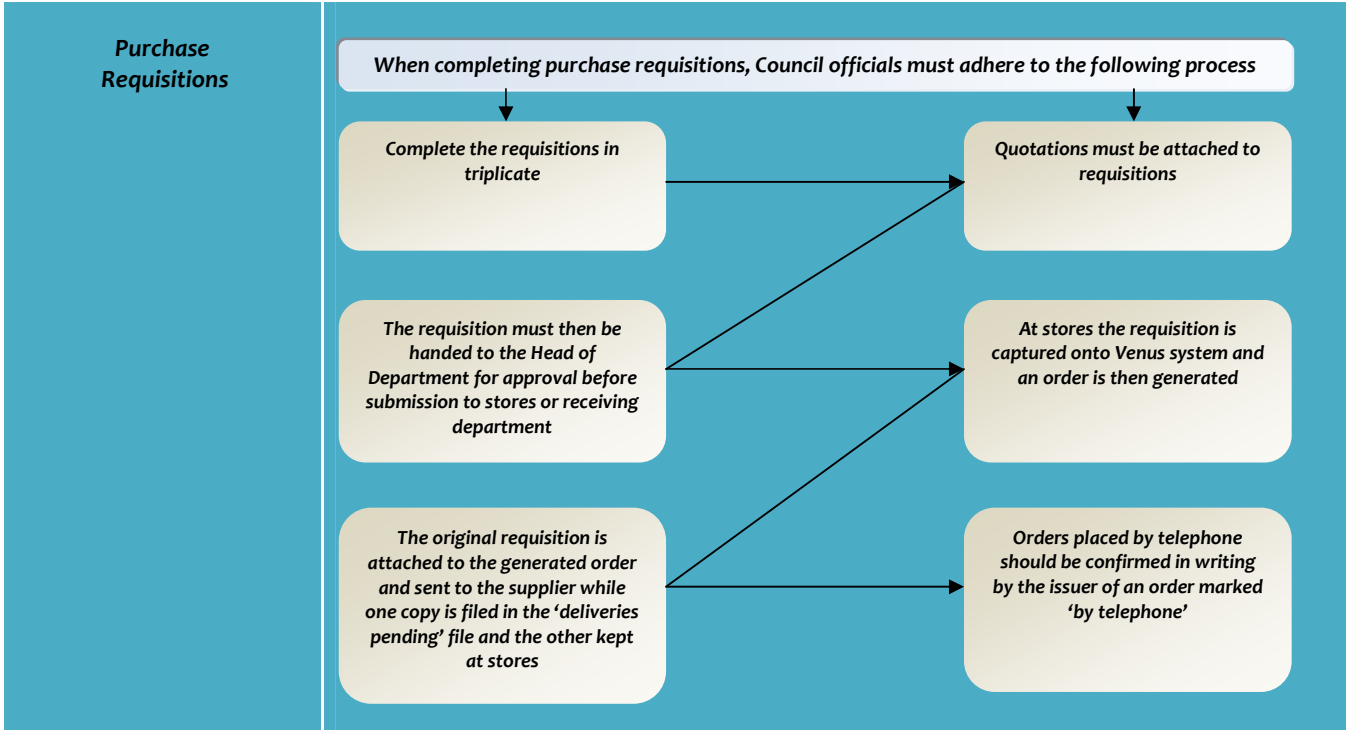 Purchase
Requisitions
When completing purchase requisitions, Council officials must adhere to the following process
Complete the requisitions in
triplicate
Quotations must be attached to
requisitions
The requisition must then be
handed to the Head of
Department for approval before
submission to stores or receiving
department
At stores the requisition is
captured onto Venus system and
an order is then generated
The original requisition is
attached to the generated order
and sent to the supplier while
one copy is filed in the ‘deliveries
pending’ file and the other kept
at stores
Orders placed by telephone
should be confirmed in writing
by the issuer of an order marked
‘by telephone’